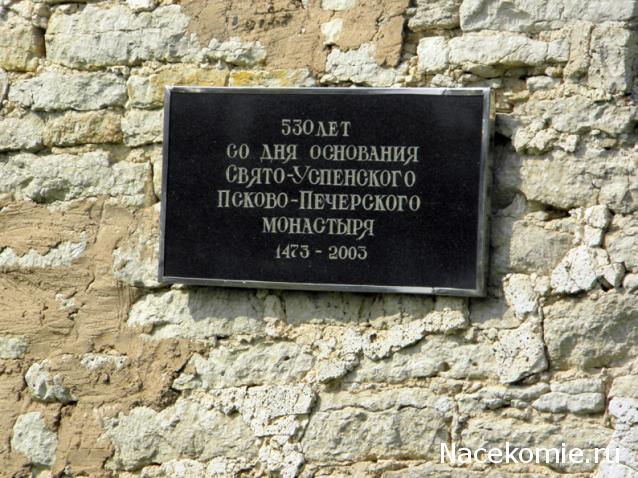 530 ЛЕТ
СО ДНЯ ОСНОВАНИЯ
СВЯТО-УСПЕНСКОГО
ПСКОВО-ПЕЧЕРСКОГО
МОНАСТЫРЯ
1473 - 2003
Nacekomie.ru